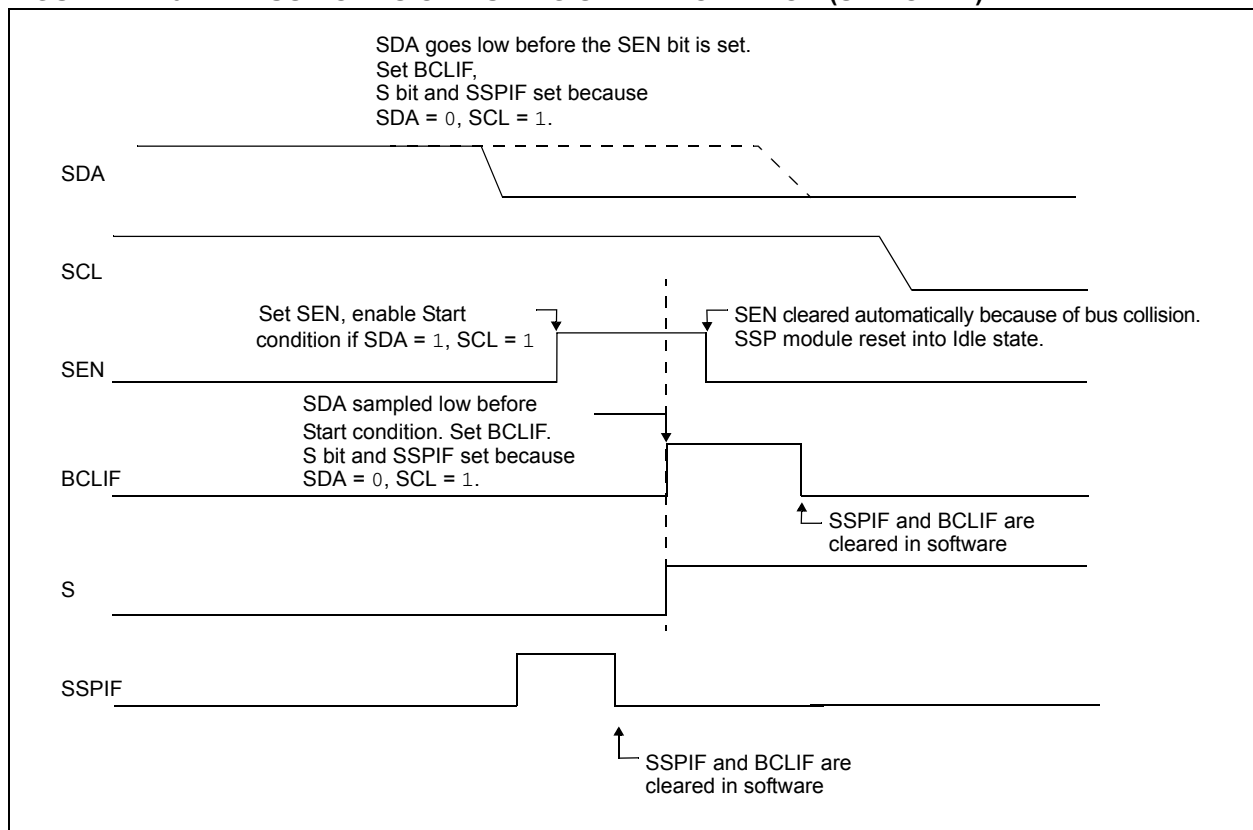 SDA goes low before the SEN bit is set.
Set BCLIF,
S bit and SSPIF set because
SDA = 0, SCL = 1.
SDA
SCL
Set SEN, enable Start
condition if SDA = 1, SCL = 1
SEN cleared automatically because of bus collision.
SSP module reset into Idle state.
SEN
SDA sampled low before
Start condition. Set BCLIF.
S bit and SSPIF set because
SDA = 0, SCL = 1.
BCLIF
SSPIF and BCLIF are
cleared in software
S
SSPIF
SSPIF and BCLIF are
cleared in software